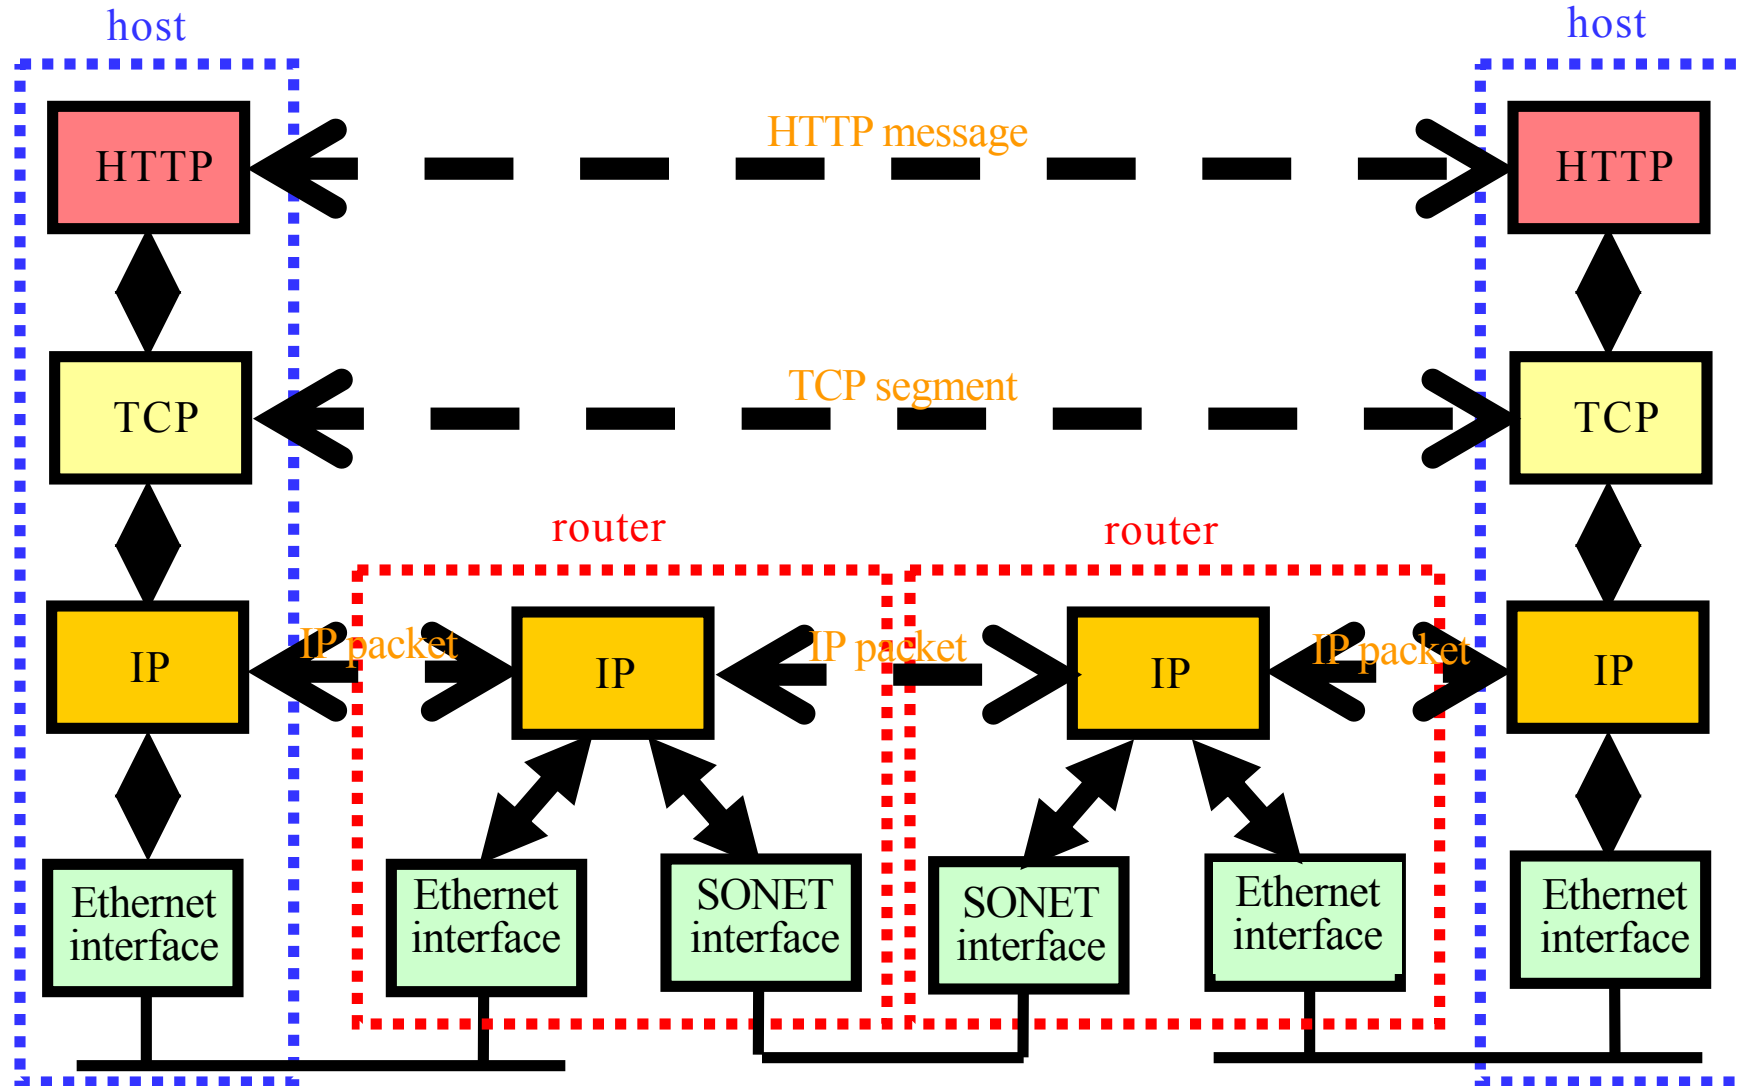 host
host
HTTP
HTTP message
HTTP
TCP
TCP segment
TCP
router
router
IP
IP packet
IP
IP packet
IP
IP packet
IP
Ethernet
interface
Ethernet
interface
SONET
interface
SONET
interface
Ethernet
interface
Ethernet
interface